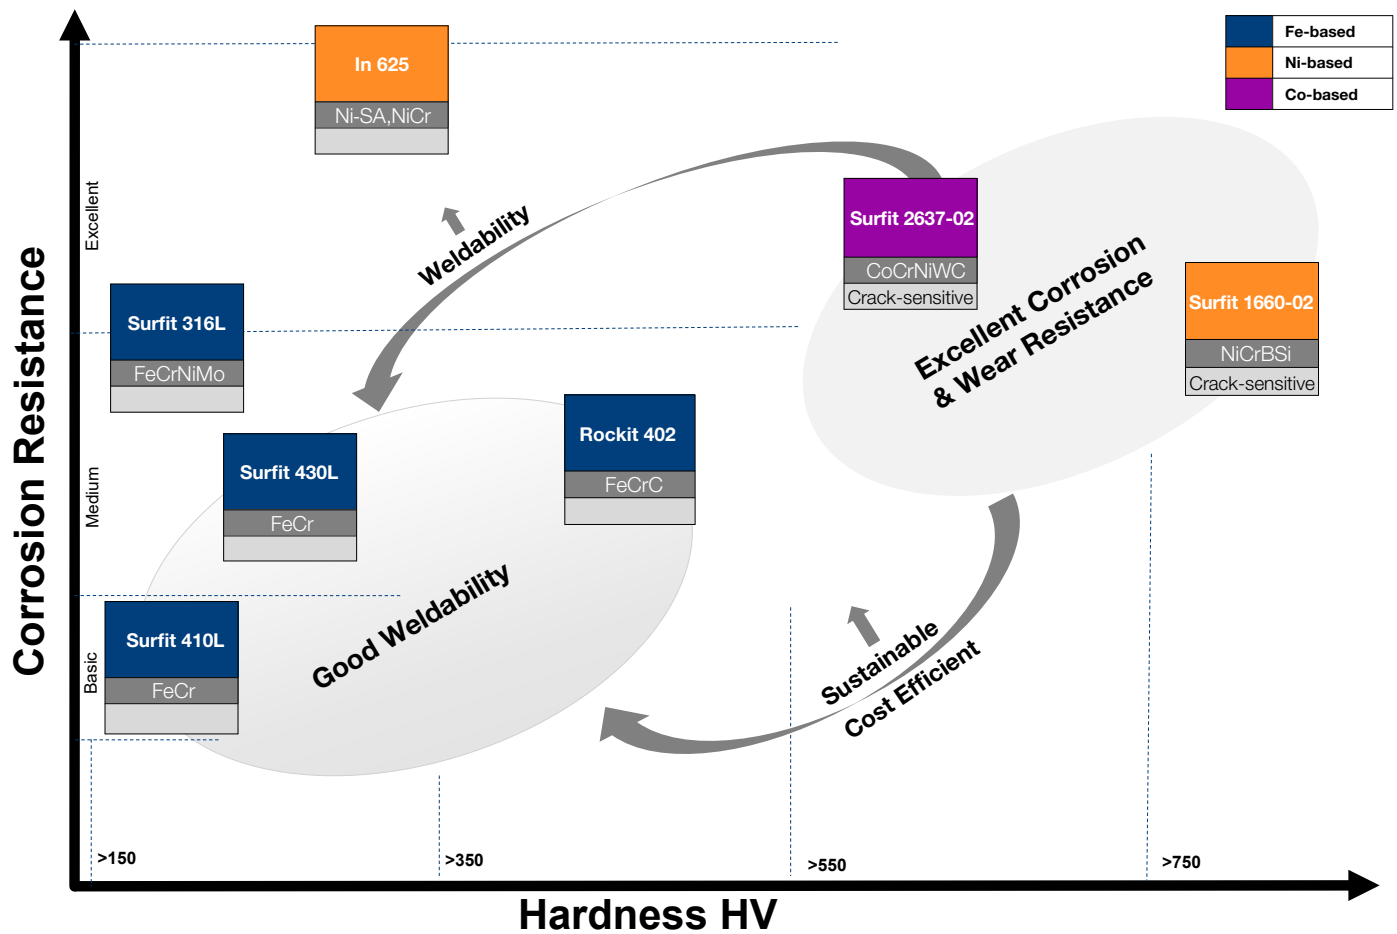 Fe-based
Ni-based
Co-based
In 625
Ni-SA,NiCr
Excellent
Weldability
Surfit 2637-02
CoCrNiWC
Crack-sensitive
Excellent Corrosion
& Wear Resistance
Surfit 1660-02
NiCrBSi
Crack-sensitive
Surfit 316L
FeCrNiMo
Corrosion Resistance
Medium
Surfit 430L
FeCr
Rockit 402
FeCrC
Good Weldability
Basic
Surfit 410L
FeCr
Sustainable
Cost Efficient
>150
>350
>550
>750
Hardness HV